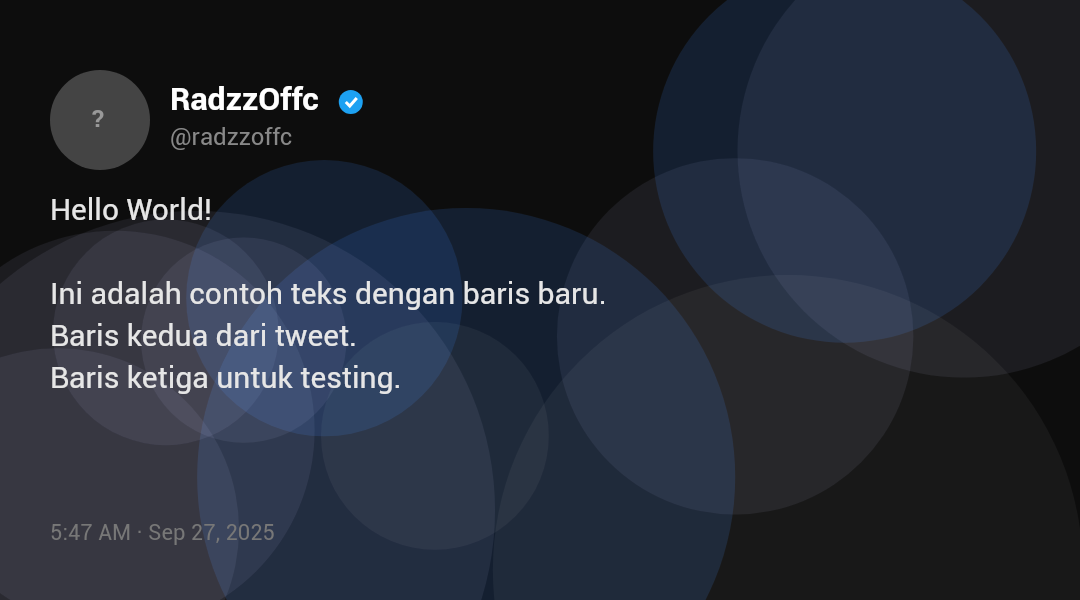 ?
RadzzOffc
@radzzoffc
Hello World!
Ini adalah contoh teks dengan baris baru.
Baris kedua dari tweet.
Baris ketiga untuk testing.
5:47 AM · Sep 27, 2025